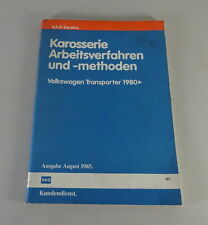 V.A.G Service
Karosserie
Arbeitsverfahren
und -methoden
Volkswagen Transporter 1980➤
Ausgabe August 1985.
Kundendienst.